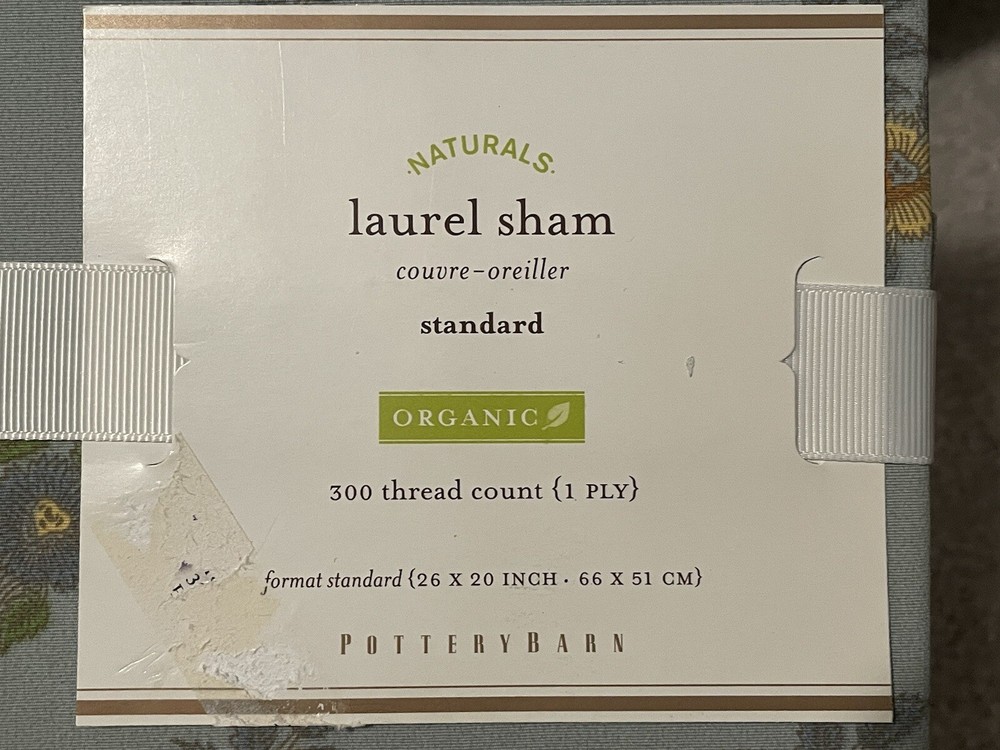 ·NATURALS·
laurel sham
couvre-oreiller
standard
ORGANIC
300 thread count {1 PLY}
format standard {26 X 20 INCH · 66 X 51 CM}
POTTERYBARN